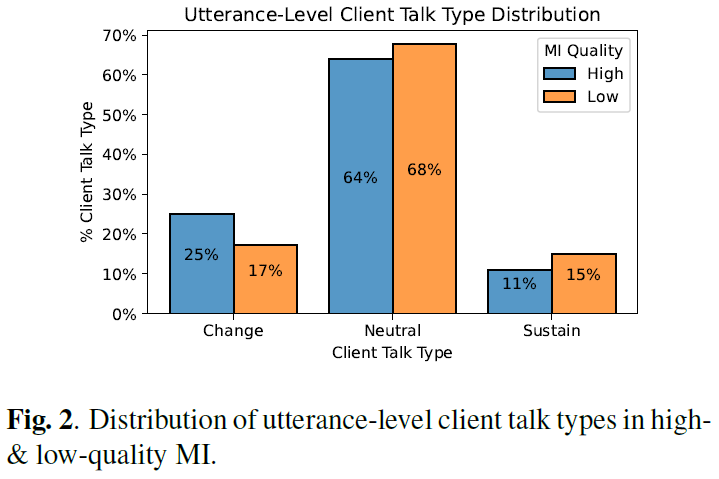 Utterance-Level Client Talk Type Distribution
70%
60%
50%
40%
30%
20%
10%
0%
% Client Talk Type
MI Quality
High
Low
25%
17%
64%
68%
11%
15%
Change
Neutral
Sustain
Client Talk Type
Fig. 2. Distribution of utterance-level client talk types in high-
& low-quality MI.